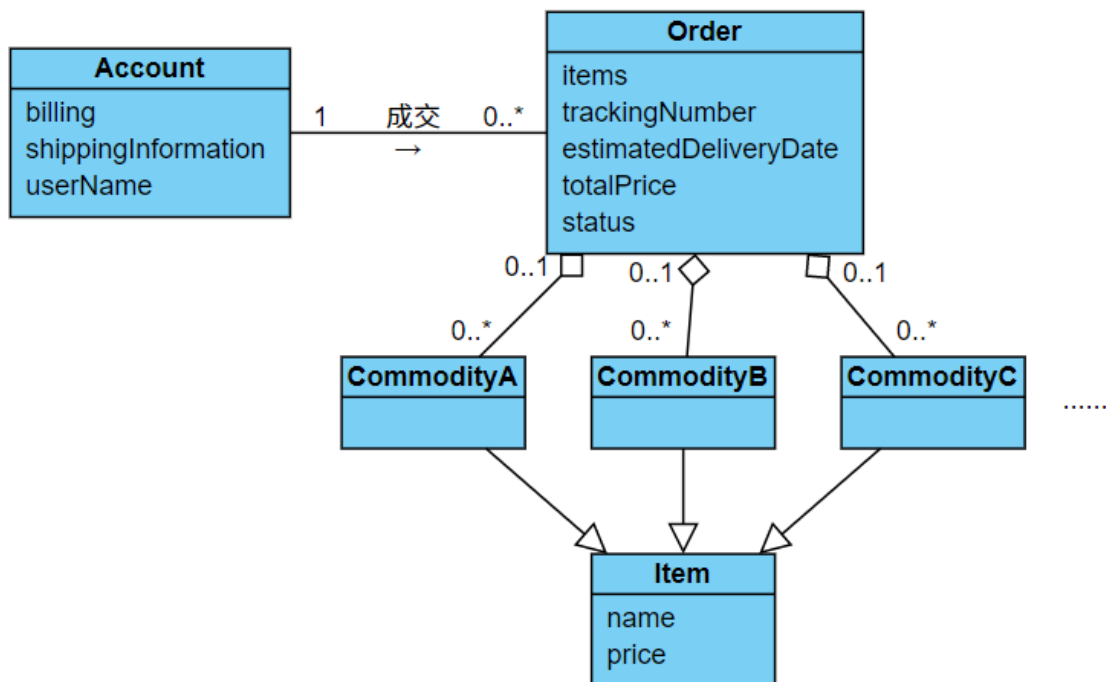 Account
billing
shippingInformation
userName
1
成交
→
0..*
Order
items
trackingNumber
estimatedDeliveryDate
totalPrice
status
0..1
0..1
0..1
0..*
0..*
0..*
CommodityA
CommodityB
CommodityC
......
Item
name
price